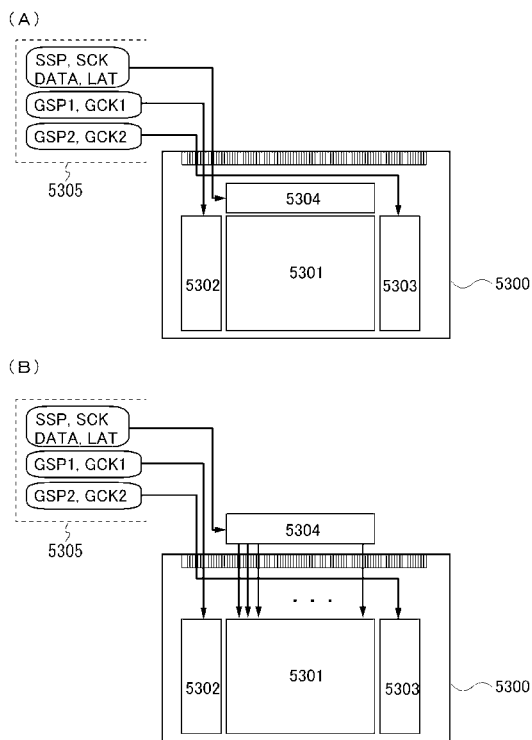 (A)
SSP, SCK
DATA, LAT
GSP1, GCK1
GSP2, GCK2
5305
5304
5302
5301
5303
5300
(B)
SSP, SCK
DATA, LAT
GSP1, GCK1
GSP2, GCK2
5305
5304
. . .
5302
5301
5303
5300